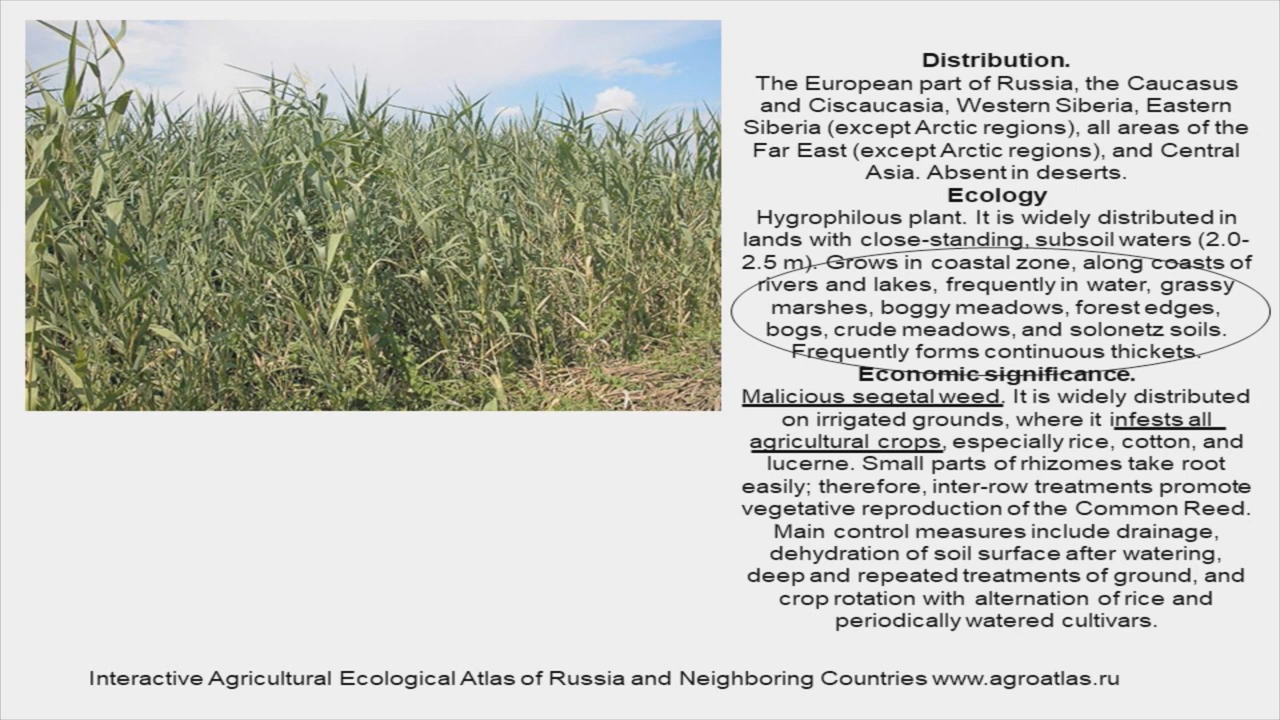 Distribution.
The European part of Russia, the Caucasus
and Ciscaucasia, Western Siberia, Eastern
Siberia (except Arctic regions), all areas of the
Far East (except Arctic regions), and Central
Asia. Absent in deserts.
Ecology
Hygrophilous plant. It is widely distributed in
lands with close-standing, subsoil waters (2.0-
2.5 m). Grows in coastal zone, along coasts of
rivers and lakes, frequently in water, grassy
marshes, boggy meadows, forest edges,
bogs, crude meadows, and solonetz soils.
Frequently forms continuous thickets.
Economic significance.
Malicious segetal weed. It is widely distributed
on irrigated grounds, where it infests all
agricultural crops, especially rice, cotton, and
lucerne. Small parts of rhizomes take root
easily; therefore, inter-row treatments promote
vegetative reproduction of the Common Reed.
Main control measures include drainage,
dehydration of soil surface after watering,
deep and repeated treatments of ground, and
crop rotation with alternation of rice and
periodically watered cultivars.
Interactive Agricultural Ecological Atlas of Russia and Neighboring Countries www.agroatlas.ru